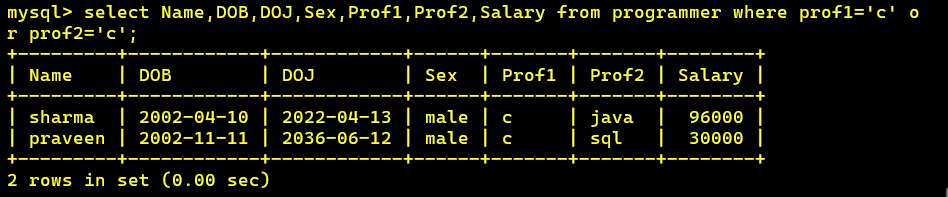 mysql> select Name,DOB,DOJ,Sex,Prof1,Prof2,Salary from programmer where prof1='c' o
r prof2='c';
+---------+------------+------------+------+-------+-------+--------+
| Name    | DOB        | DOJ        | Sex  | Prof1 | Prof2 | Salary |
+---------+------------+------------+------+-------+-------+--------+
| sharma  | 2002-04-10 | 2022-04-13 | male | c     | java  |  96000 |
| praveen | 2002-11-11 | 2036-06-12 | male | c     | sql   |  30000 |
+---------+------------+------------+------+-------+-------+--------+
2 rows in set (0.00 sec)